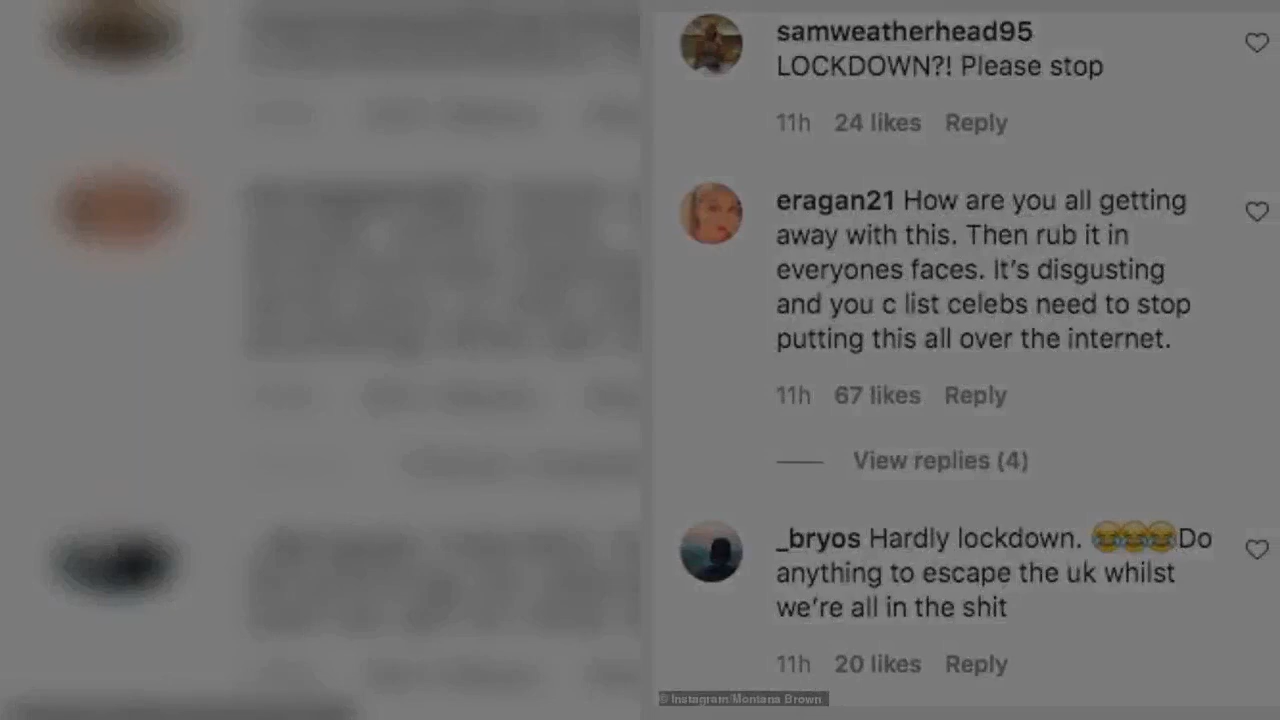 samweatherhead95
LOCKDOWN?! Please stop
11h 24 likes Reply
eragan21 How are you all getting
away with this. Then rub it in
everyones faces. It's disgusting
and you c list celebs need to stop
putting this all over the internet.
11h 67 likes Reply
View replies (4)
_bryos Hardly lockdown. 😂😂😂Do
anything to escape the uk whilst
we're all in the shit
11h 20 likes Reply
© Instagram Montana Brown